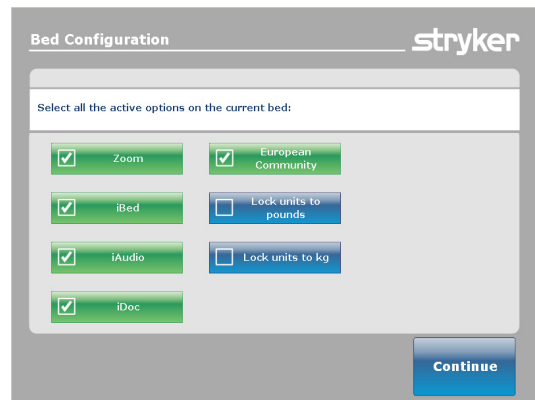 Bed Configuration
stryker
Select all the active options on the current bed:
Zoom
European
Community
iBed
Lock units to
pounds
iAudio
Lock units to kg
iDoc
Continue